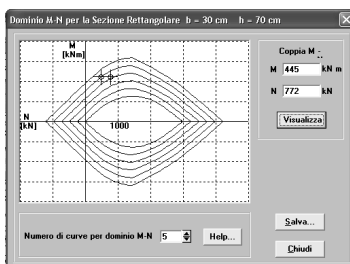 Dominio M-N per la Sezione Rettangolare b = 30 cm h = 70 cm
M
[kNm]
N
[kN]
1000
Coppia M -
M 445 kN m
N 772 kN
Visualizza
Numero di curve per dominio M-N 5
Help...
Salva...
Chiudi